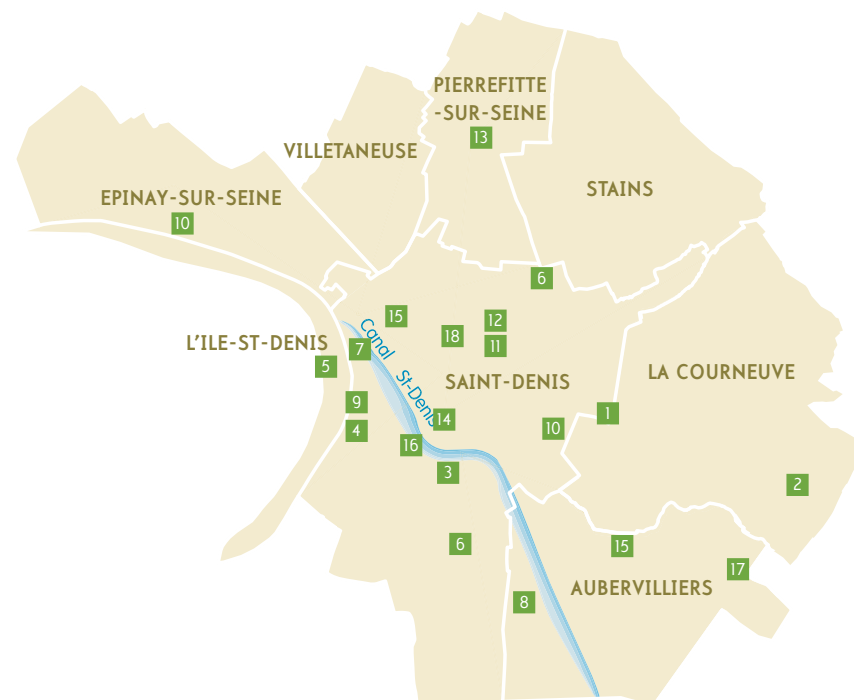 PIERREFITTE
-SUR-SEINE
13
VILLETANEUSE
STAINS
EPINAY-SUR-SEINE
10
6
15
12
18
11
L'ILE-ST-DENIS
7
Canal St-Denis
5
SAINT-DENIS
LA COURNEUVE
9
1
4
14
10
16
3
2
6
15
17
AUBERVILLIERS
8